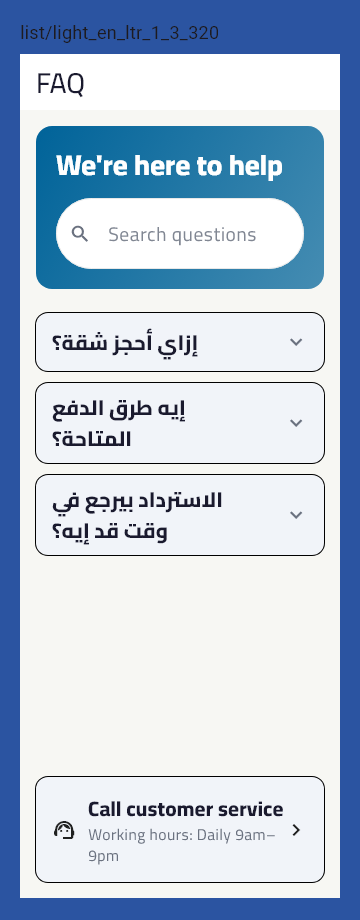 list/light_en_ltr_1_3_320
FAQ
We're here to help
Search questions
إزاي أحجز شقة؟
إيه طرق الدفع
المتاحة؟
الاسترداد بيرجع في
وقت قد إيه؟
Call customer service
Working hours: Daily 9am–
9pm